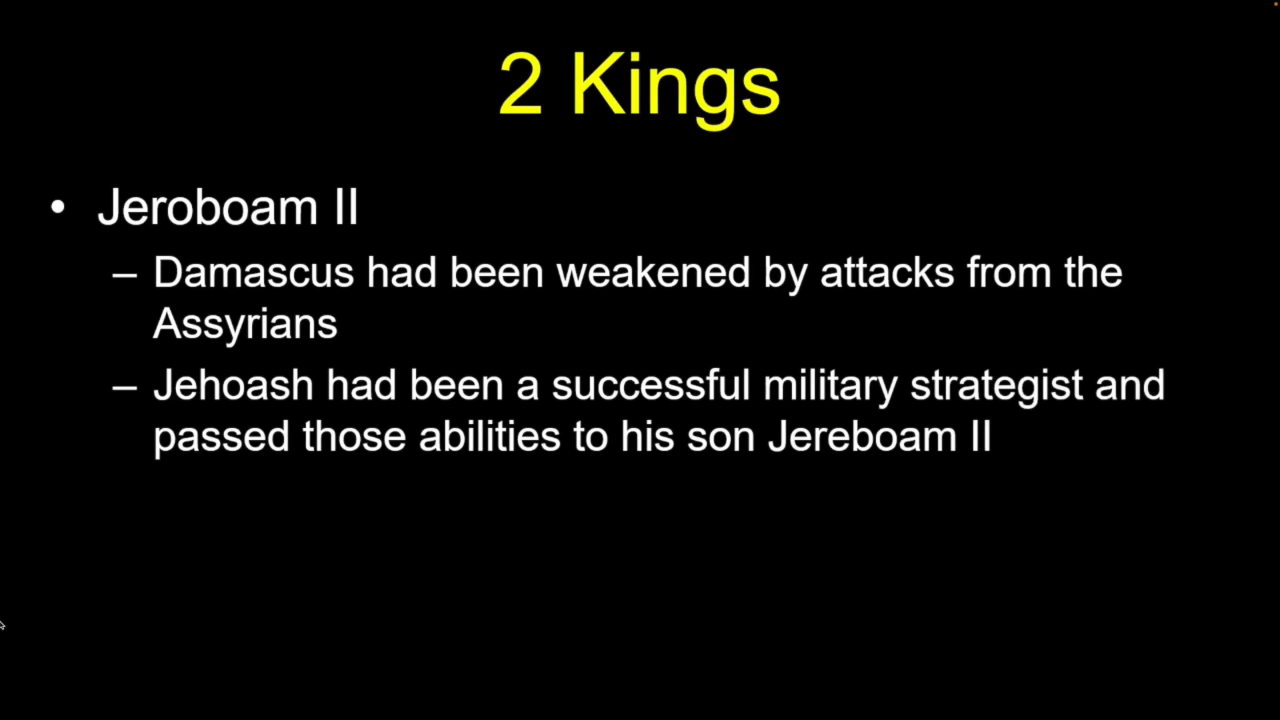 2 Kings
• Jeroboam II
– Damascus had been weakened by attacks from the
Assyrians
– Jehoash had been a successful military strategist and
passed those abilities to his son Jereboam II